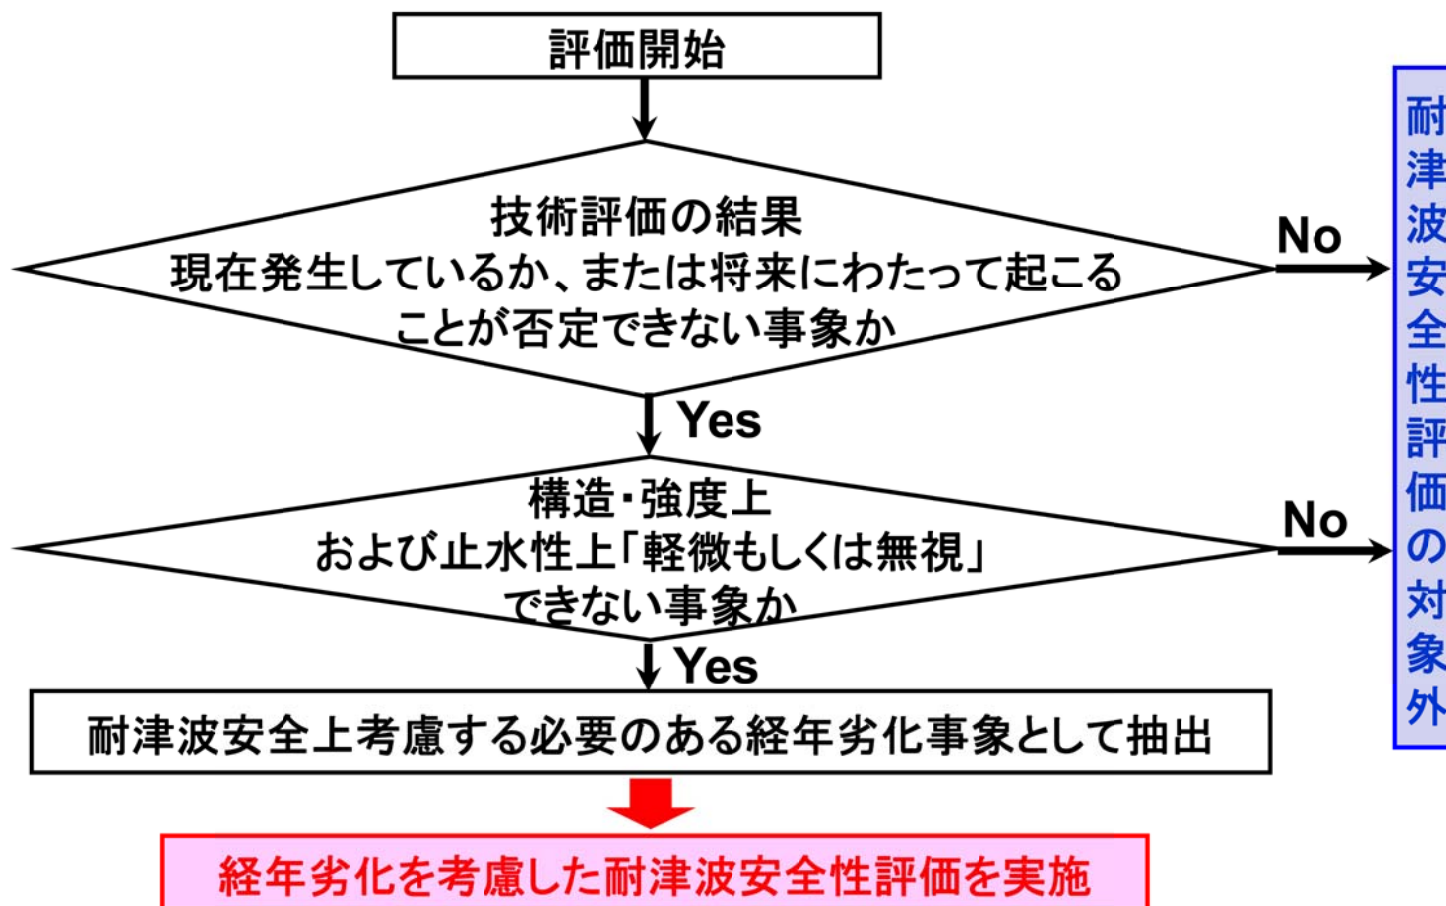 評価開始
技術評価の結果
現在発生しているか、または将来にわたって起こる
ことが否定できない事象か
No
Yes
構造・強度上
および止水性上「軽微もしくは無視」
できない事象か
No
Yes
耐津波安全上考慮する必要のある経年劣化事象として抽出
経年劣化を考慮した耐津波安全性評価を実施
耐津波安全性評価の対象外